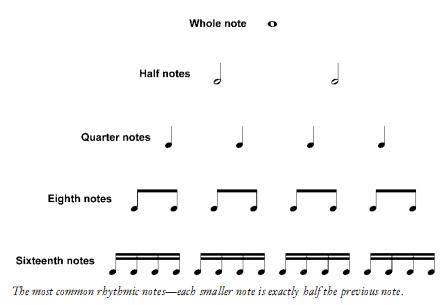 Whole note
Half notes
Quarter notes
Eighth notes
Sixteenth notes
The most common rhythmic notes—each smaller note is exactly half the previous note.